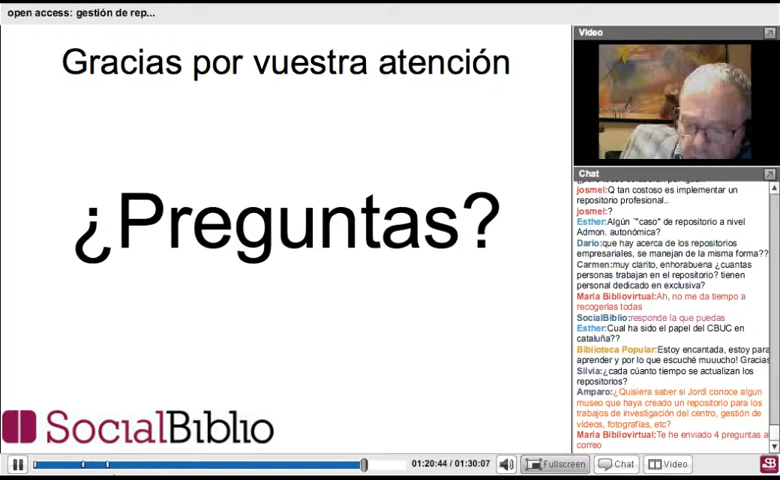 open access: gestión de rep...
Gracias por vuestra atención
¿Preguntas?
SocialBiblio
Video
Chat
josmel:Q tan costoso es implementar un
repositorio profesional..
josmel:?
Esther:Algún ´"caso" de repositorio a nivel
Admon. autonómica?
Dario:que hay acerca de los repositorios
empresariales, se manejan de la misma forma??
Carmen:muy clarito, enhorabuena ¿cuantas
personas trabajan en el repositorio? tienen
personal dedicado en exclusiva?
María Bibliovirtual:Ah, no me da tiempo a
recogerlas todas
SocialBiblio:responde la que puedas
Esther:Cual ha sido el papel del CBUC en
cataluña??
Biblioteca Popular:Estoy encantada, estoy para
aprender y por lo que escuché muuucho! Gracias
Silvia:¿cada cúanto tiempo se actualizan los
repositorios?
Amparo:¿Quisiera saber si Jordi conoce algun
museo que haya creado un repositorio para los
trabajos de investigación del centro, gestión de
vídeos, fotografías, etc?
María Bibliovirtual:Te he enviado 4 preguntas a
correo
01:20:44 / 01:30:07
Fullscreen
Chat
Video
SB